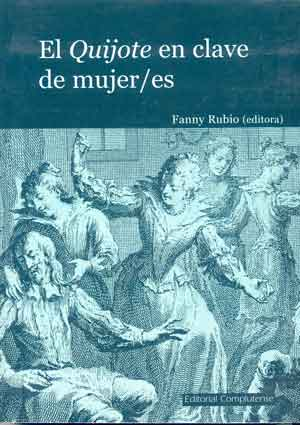 El Quijote en clave
de mujer/es
Fanny Rubio (editora)
Editorial Complutense